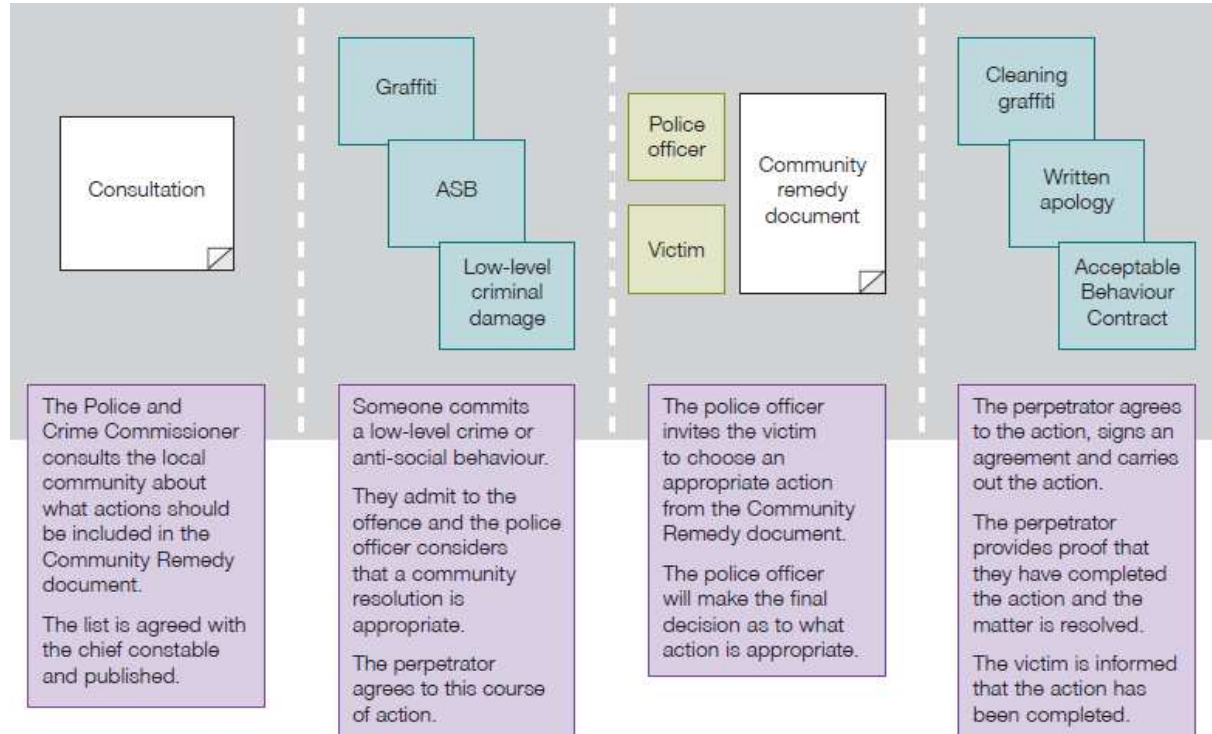 Consultation
Graffiti
ASB
Low-level
criminal
damage
Police
officer
Victim
Community
remedy
document
Cleaning
graffiti
Written
apology
Acceptable
Behaviour
Contract
The Police and
Crime Commissioner
consults the local
community about
what actions should
be included in the
Community Remedy
document.
The list is agreed with
the chief constable
and published.
Someone commits
a low-level crime or
anti-social behaviour.
They admit to the
offence and the police
officer considers
that a community
resolution is
appropriate.
The perpetrator
agrees to this course
of action.
The police officer
invites the victim
to choose an
appropriate action
from the Community
Remedy document.
The police officer
will make the final
decision as to what
action is appropriate.
The perpetrator agrees
to the action, signs an
agreement and carries
out the action.
The perpetrator
provides proof that
they have completed
the action and the
matter is resolved.
The victim is informed
that the action has
been completed.